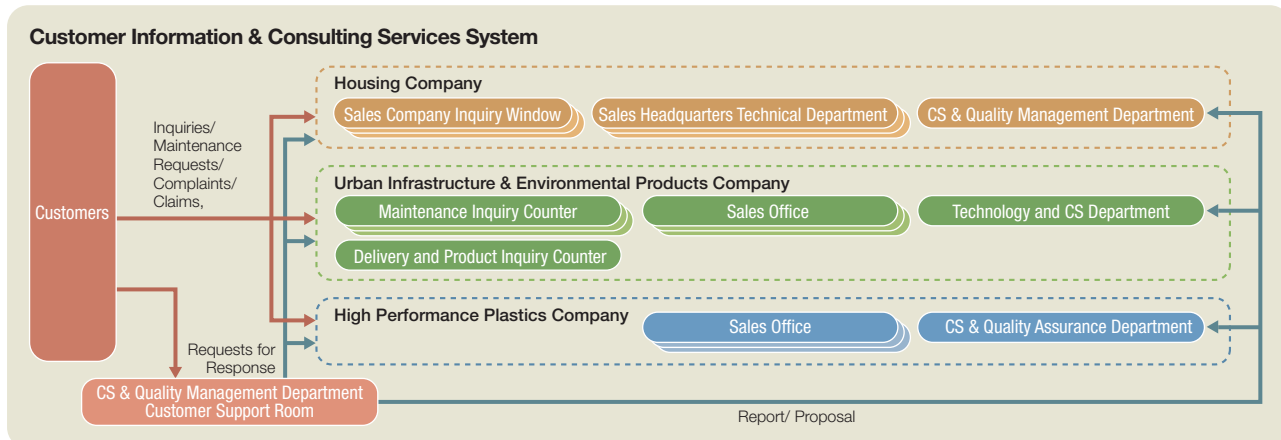 Customer Information & Consulting Services System
Customers
Inquiries/
Maintenance
Requests/
Complaints/
Claims,
Housing Company
Sales Company Inquiry Window
Sales Headquarters Technical Department
CS & Quality Management Department
Urban Infrastructure & Environmental Products Company
Maintenance Inquiry Counter
Sales Office
Technology and CS Department
Delivery and Product Inquiry Counter
High Performance Plastics Company
Sales Office
CS & Quality Assurance Department
Requests for
Response
CS & Quality Management Department
Customer Support Room
Report/ Proposal